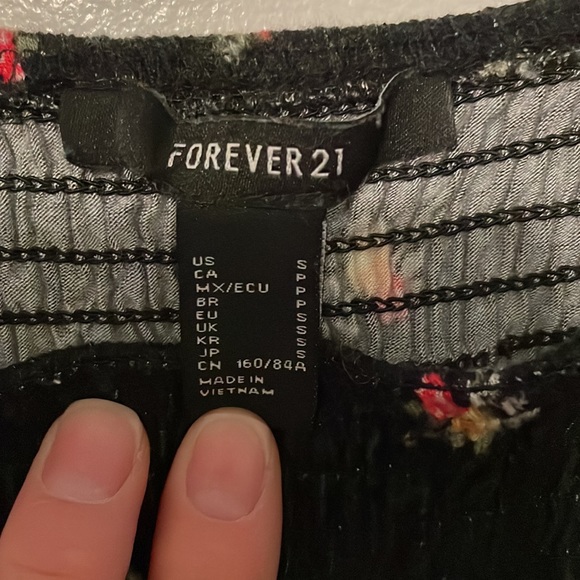 FOREVER 21
US S
CA P
MX/ECU P
BR P
EU S
UK S
KR S
JP S
CN 160/84A
MADE IN
VIETNAM